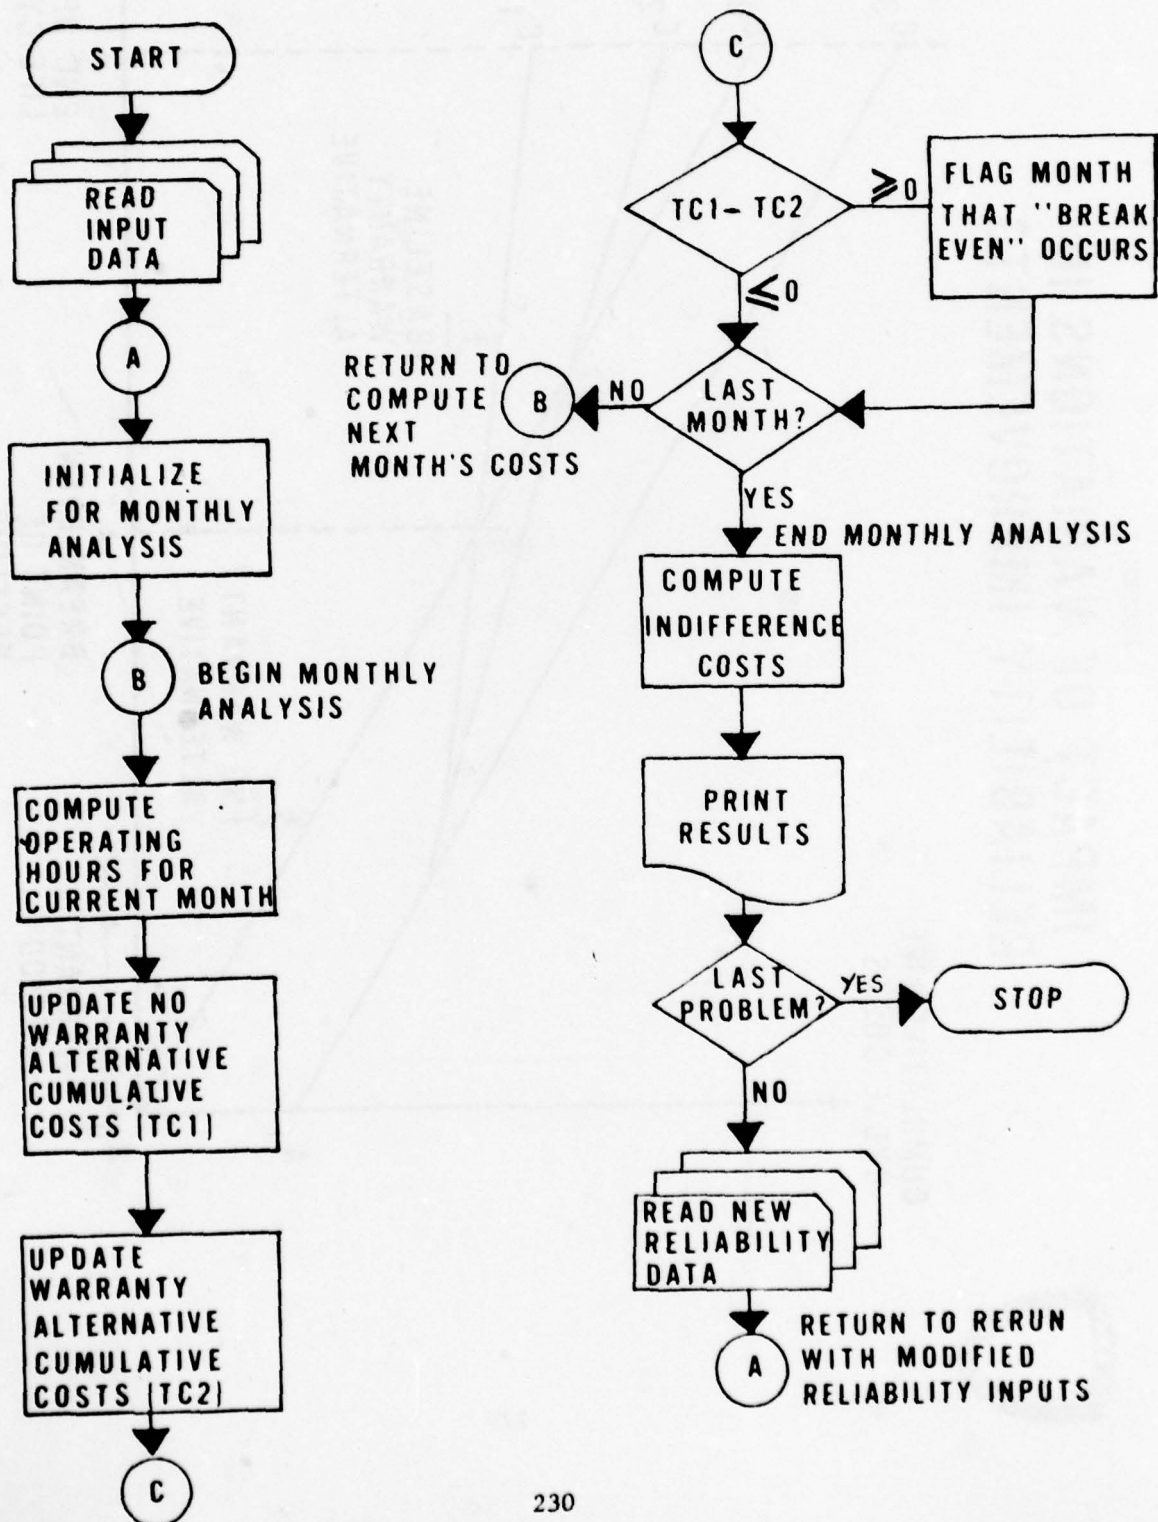 START
READ
INPUT
DATA
A
INITIALIZE
FOR MONTHLY
ANALYSIS
B
BEGIN MONTHLY
ANALYSIS
COMPUTE
OPERATING
HOURS FOR
CURRENT MONTH
UPDATE NO
WARRANTY
ALTERNATIVE
CUMULATIVE
COSTS (TC1)
UPDATE
WARRANTY
ALTERNATIVE
CUMULATIVE
COSTS (TC2)
C
C
TC1- TC2
≥0
FLAG MONTH
THAT "BREAK
EVEN" OCCURS
≤0
LAST
MONTH?
NO
B
RETURN TO
COMPUTE
NEXT
MONTH'S COSTS
YES
END MONTHLY ANALYSIS
COMPUTE
INDIFFERENCE
COSTS
PRINT
RESULTS
LAST
PROBLEM?
YES
STOP
NO
READ NEW
RELIABILITY
DATA
A
RETURN TO RERUN
WITH MODIFIED
RELIABILITY INPUTS
230